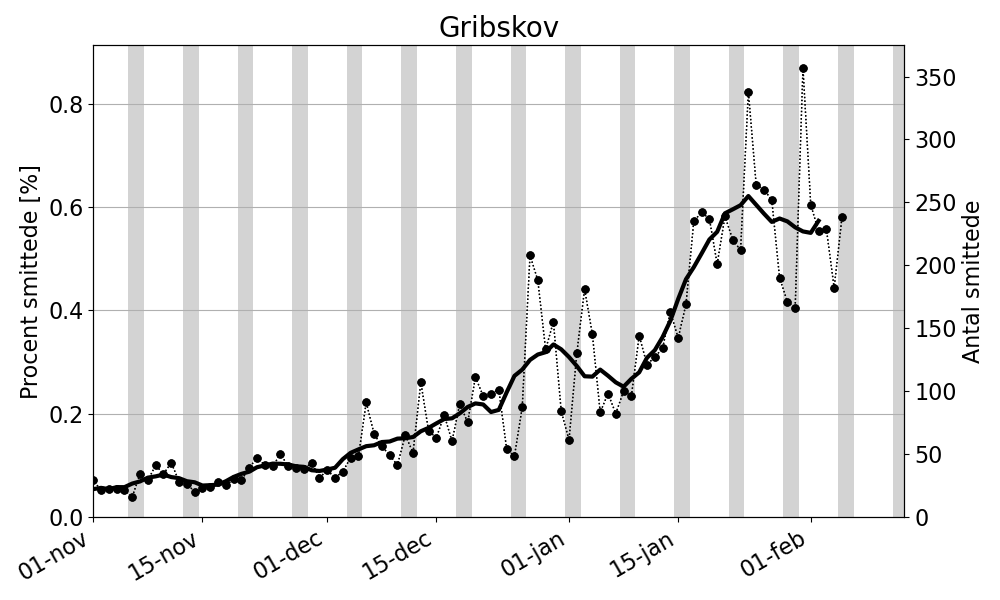 Gribskov
Procent smittede [%]
0.8
0.6
0.4
0.2
0.0
350
300
250
200
150
100
50
0
Antal smittede
01-nov
15-nov
01-dec
15-dec
01-jan
15-jan
01-feb